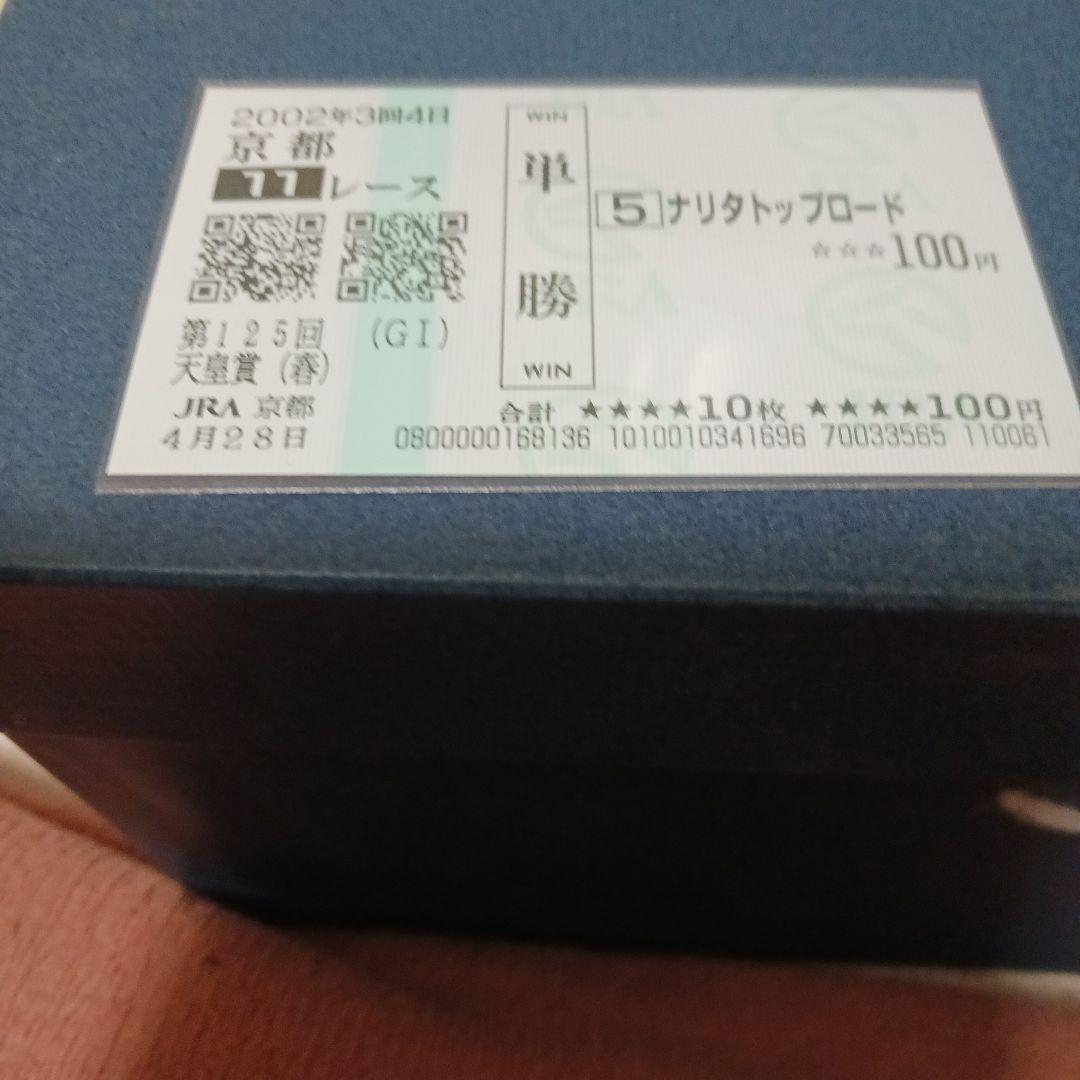 2002年3回4日
京都
11レース
第125回 (GI)
天皇賞(春)
JRA 京都
4月28日
WIN
単勝
WIN
5 ナリタトップロード
☆☆☆100円
合計 ★★★★10枚 ★★★★100円
0800000168136 1010010341696 70033565 110061